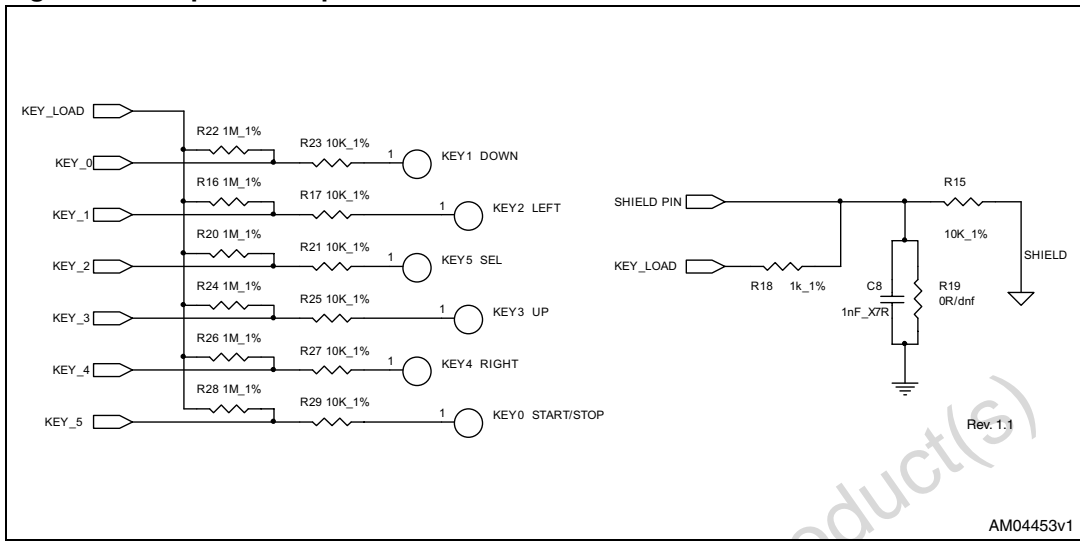 KEY_LOAD
R22 1M_1%
R23 10K_1%
KEY_0
1
KEY1 DOWN
R16 1M_1%
R17 10K_1%
KEY_1
1
KEY2 LEFT
R20 1M_1%
R21 10K_1%
KEY_2
1
KEY5 SEL
R24 1M_1%
R25 10K_1%
KEY_3
1
KEY3 UP
R26 1M_1%
R27 10K_1%
KEY_4
1
KEY4 RIGHT
R28 1M_1%
R29 10K_1%
KEY_5
1
KEY0 START/STOP
SHIELD PIN
R15
10K_1%
SHIELD
KEY_LOAD
R18 1k_1%
C8
1nF_X7R
R19
0R/dnf
Rev. 1.1
duct(s)
AM04453v1